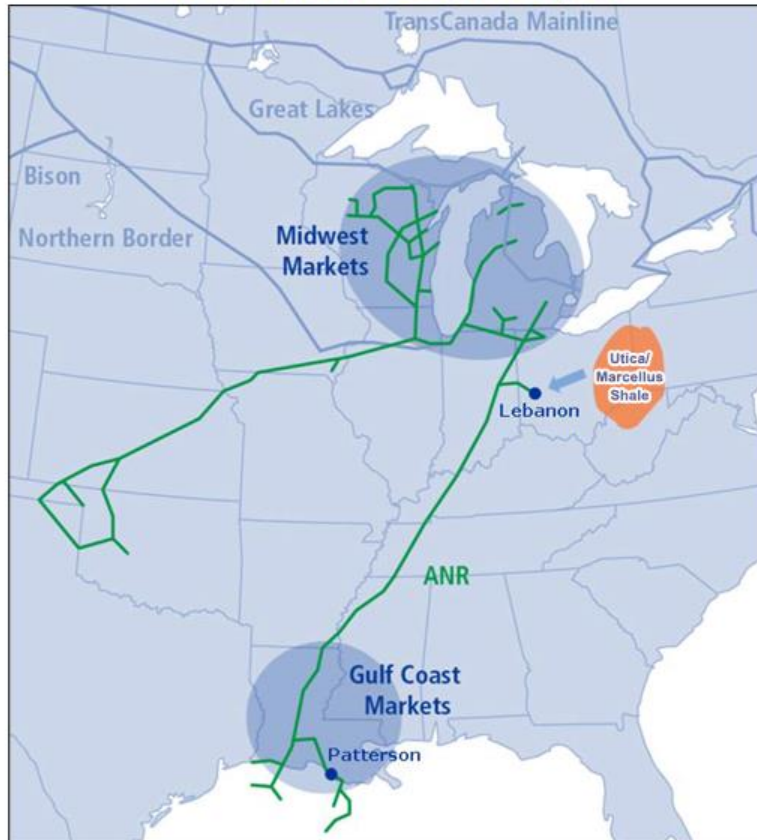 TransCanada Mainline
Great Lakes
Bison
Northern Border
Midwest
Markets
Utica/
Marcellus
Shale
Lebanon
ANR
Gulf Coast
Markets
Patterson